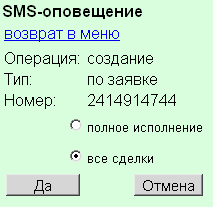 SMS-оповещение
возврат в меню
Операция: создание
Тип: по заявке
Номер: 2414914744
полное исполнение
все сделки
Да Отмена